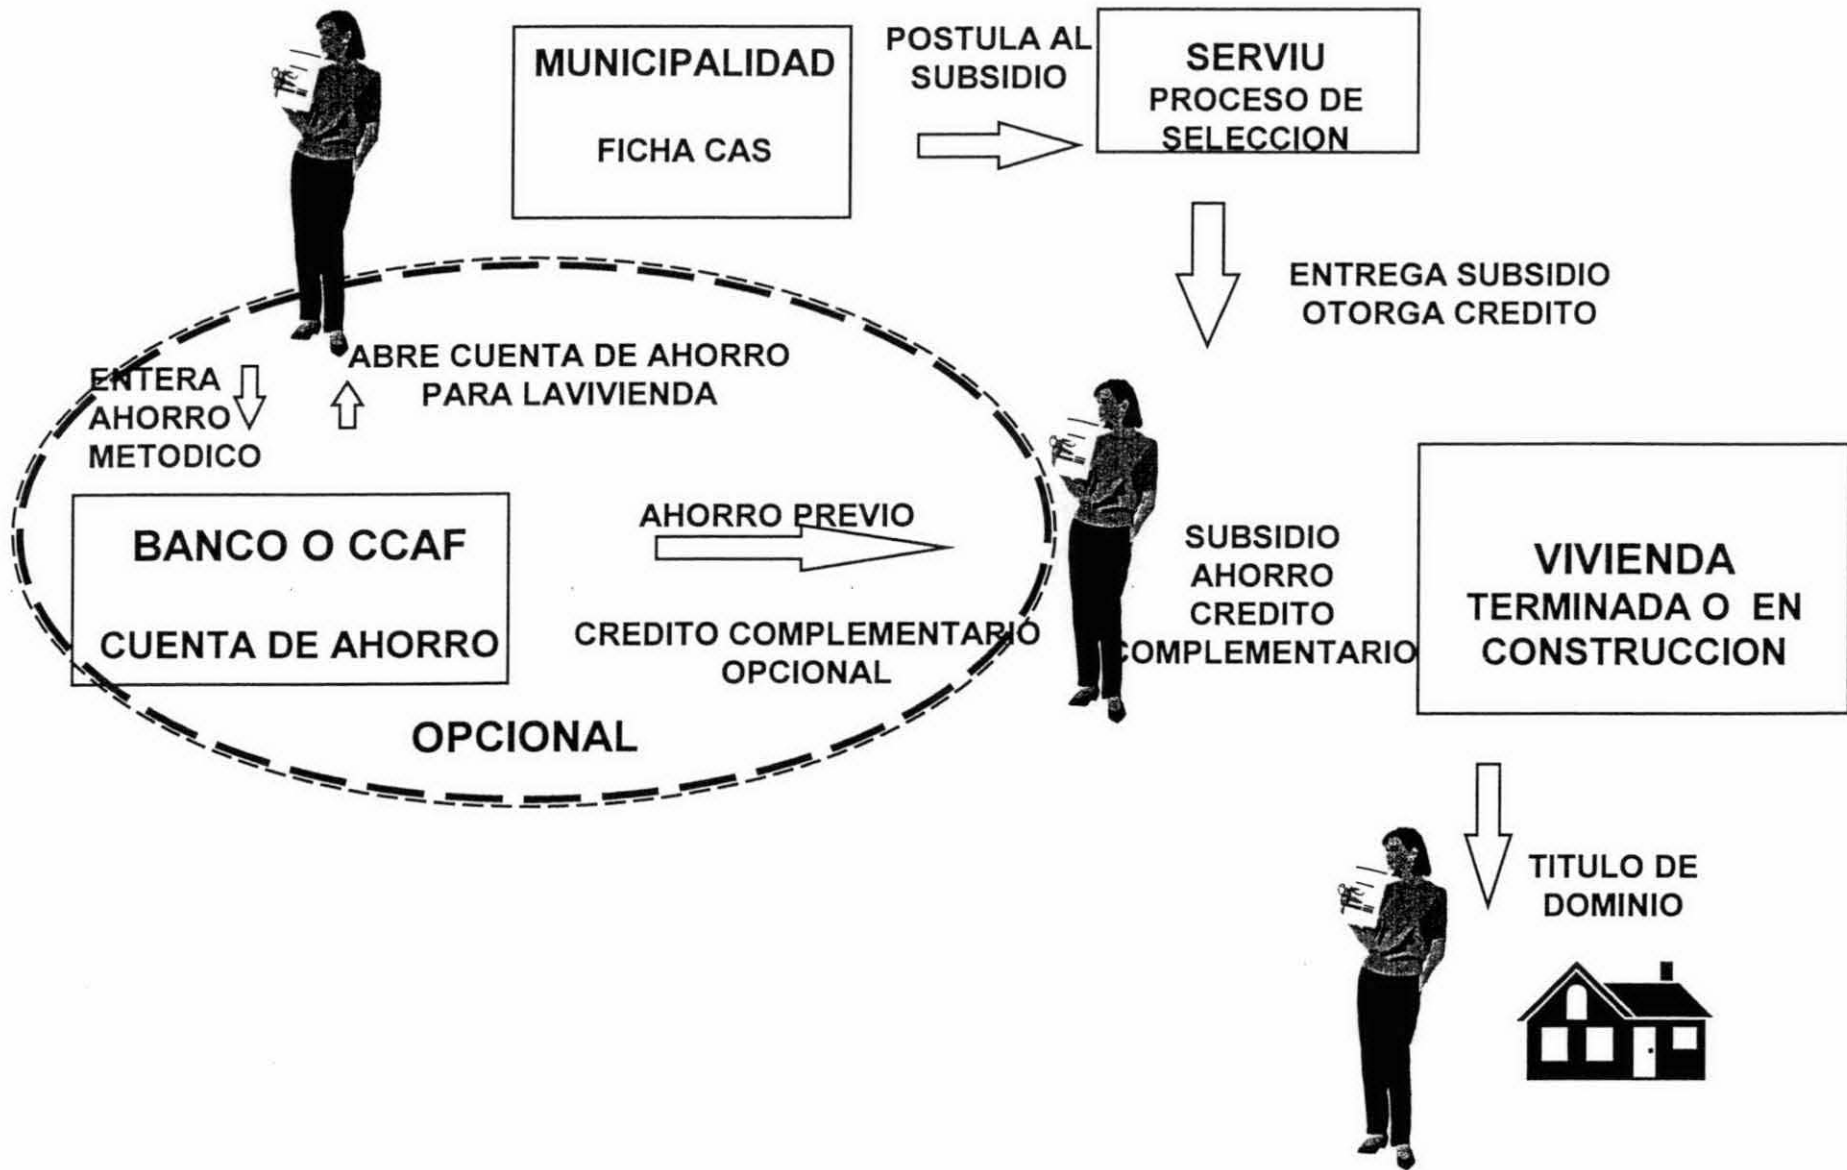 MUNICIPALIDAD
FICHA CAS
POSTULA AL
SUBSIDIO
SERVIU
PROCESO DE
SELECCION
ENTREGA SUBSIDIO
OTORGA CREDITO
ENTERA
AHORRO
METODICO
ABRE CUENTA DE AHORRO
PARA LAVIVIENDA
BANCO O CCAF
CUENTA DE AHORRO
AHORRO PREVIO
CREDITO COMPLEMENTARIO
OPCIONAL
OPCIONAL
SUBSIDIO
AHORRO
CREDITO
COMPLEMENTARIO
VIVIENDA
TERMINADA O EN
CONSTRUCCION
TITULO DE
DOMINIO